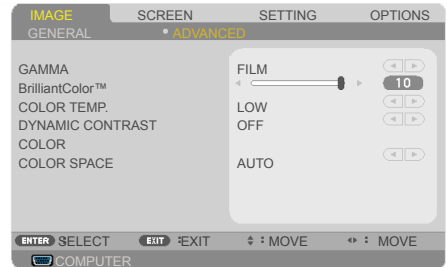 IMAGE SCREEN SETTING OPTIONS
GENERAL • ADVANCED
GAMMA FILM
BrilliantColor™ 10
COLOR TEMP. LOW
DYNAMIC CONTRAST OFF
COLOR
COLOR SPACE AUTO
ENTER SELECT EXIT :EXIT :MOVE :MOVE
COMPUTER